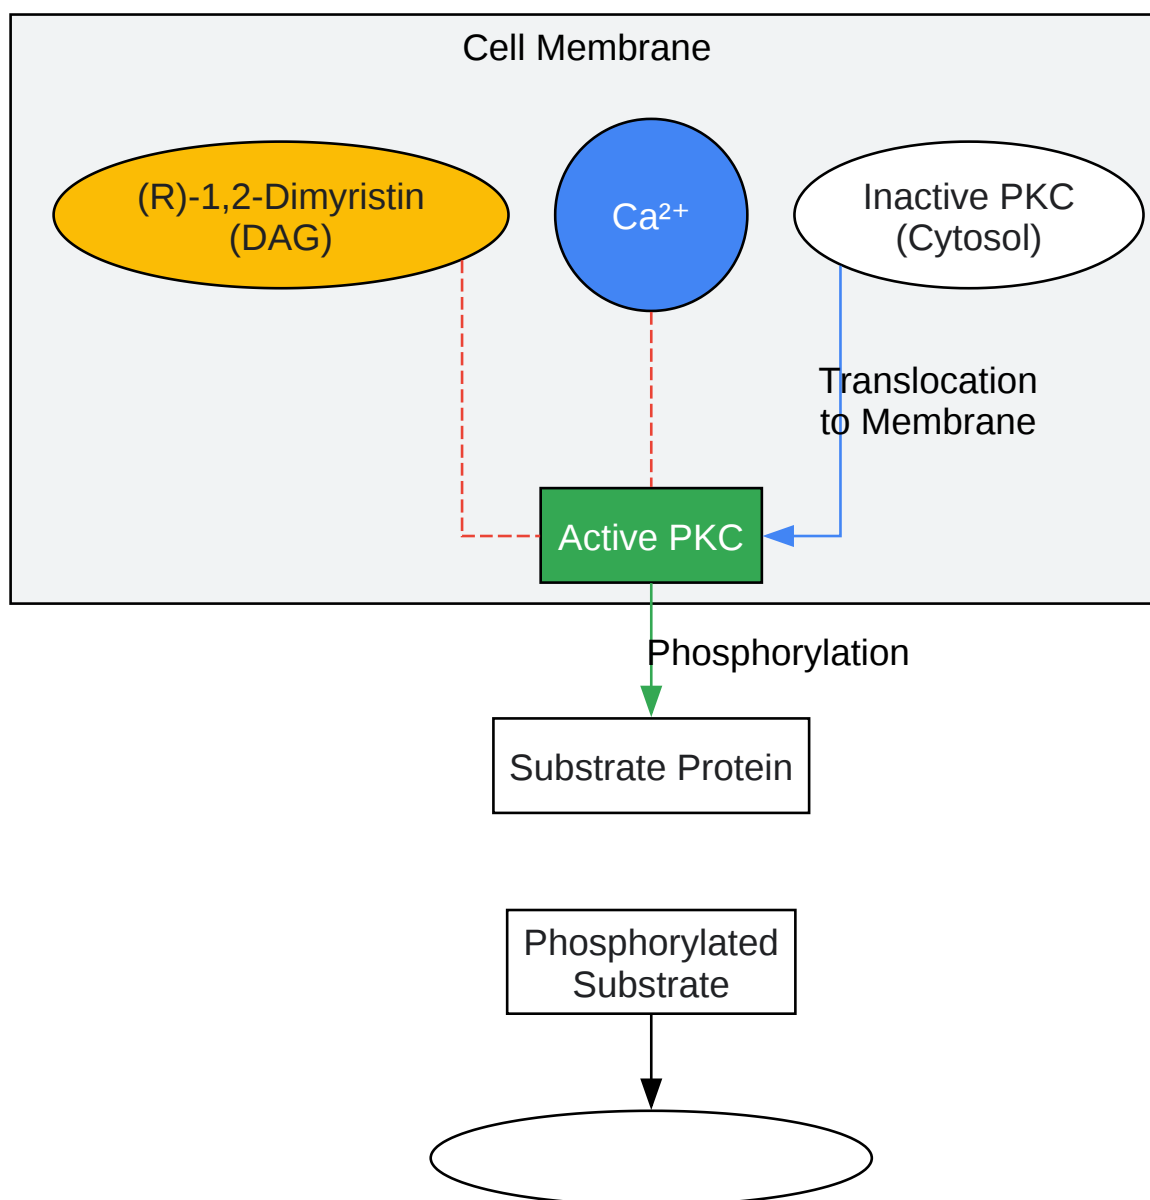 Cell Membrane
(R)-1,2-Dimyristin
(DAG)
Ca²⁺
Inactive PKC
(Cytosol)
Translocation
to Membrane
Active PKC
Phosphorylation
Substrate Protein
Phosphorylated
Substrate